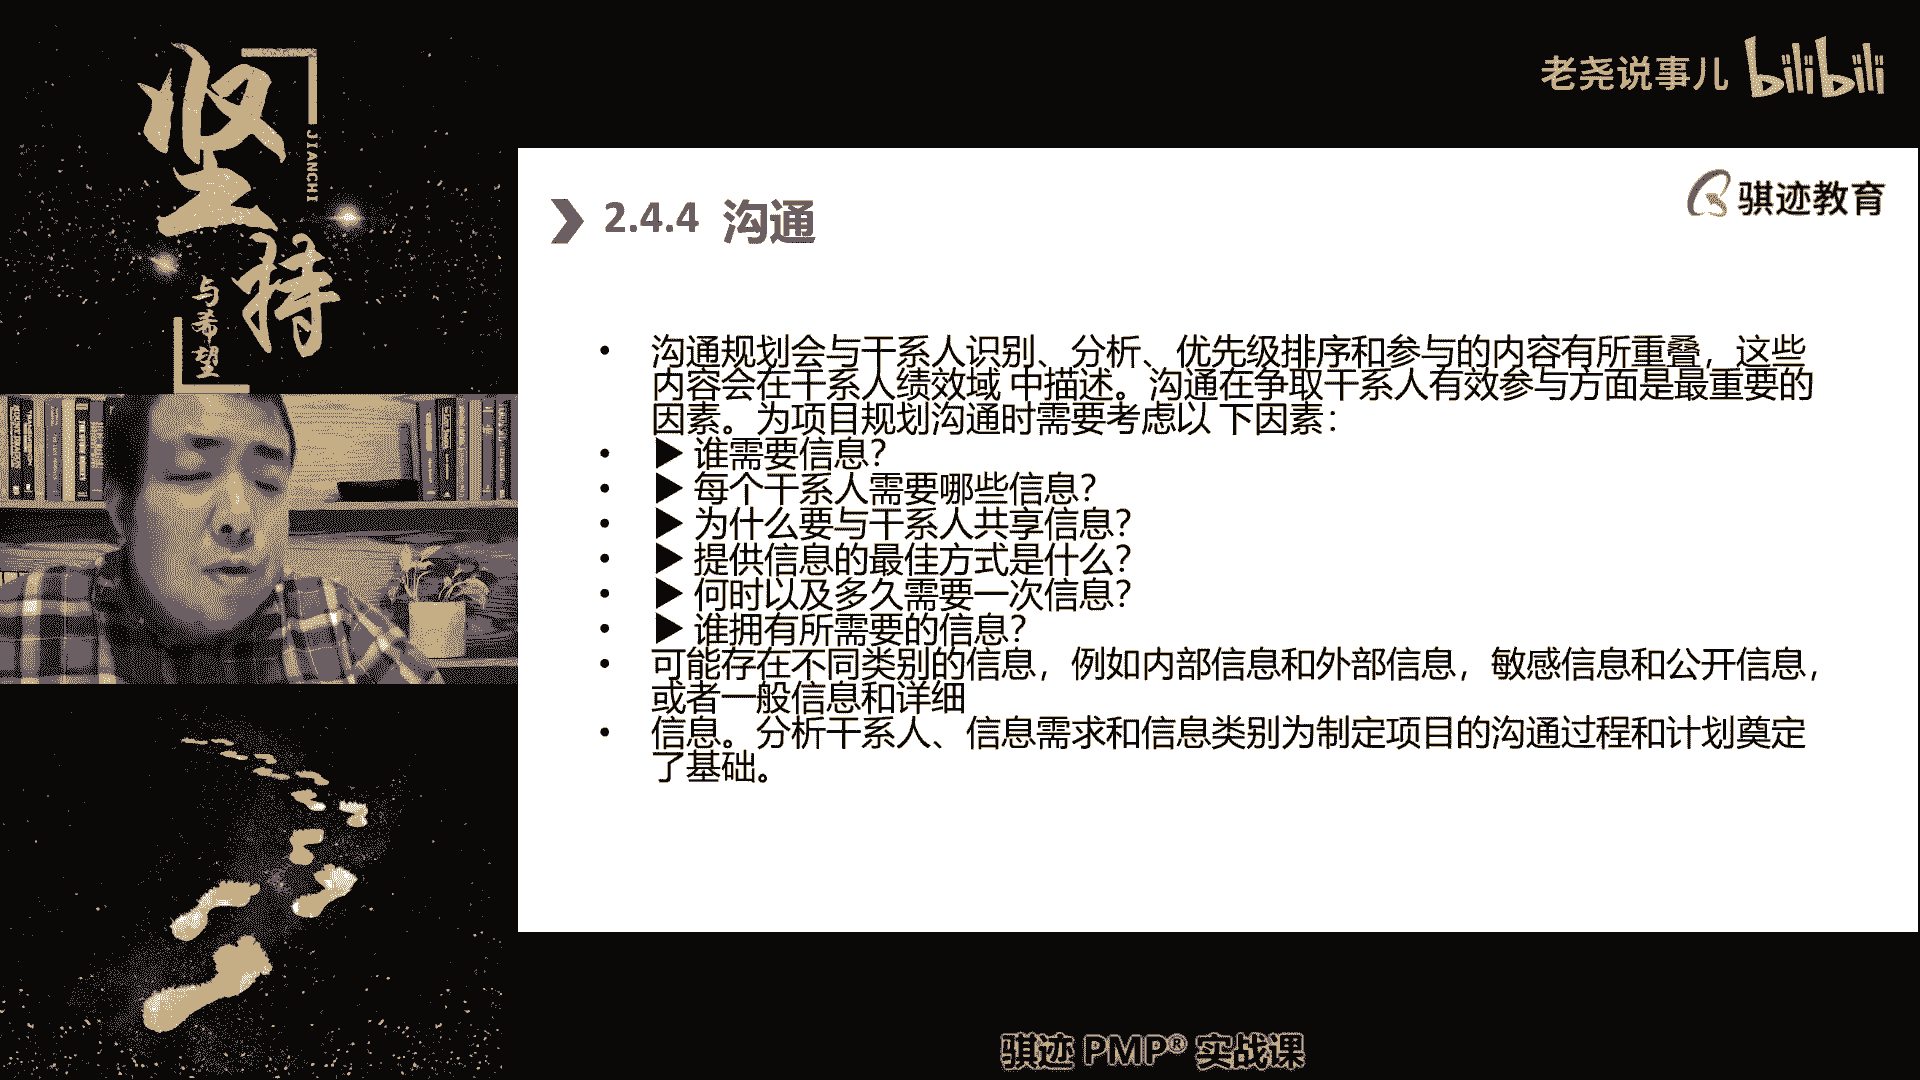 坚持
JIANCHI
与希望
老尧说事儿 bilibili
骐迹教育
2.4.4 沟通
• 沟通规划会与干系人识别、分析、优先级排序和参与的内容有所重叠，这些
内容会在干系人绩效域 中描述。沟通在争取干系人有效参与方面是最重要的
因素。为项目规划沟通时需要考虑以 下因素：
• ▶ 谁需要信息？
• ▶ 每个干系人需要哪些信息？
• ▶ 为什么要与干系人共享信息？
• ▶ 提供信息的最佳方式是什么？
• ▶ 何时以及多久需要一次信息？
• ▶ 谁拥有所需要的信息？
• 可能存在不同类别的信息，例如内部信息和外部信息，敏感信息和公开信息，
或者一般信息和详细
• 信息。分析干系人、信息需求和信息类别为制定项目的沟通过程和计划奠定
了基础。
骐迹 PMP® 实战课